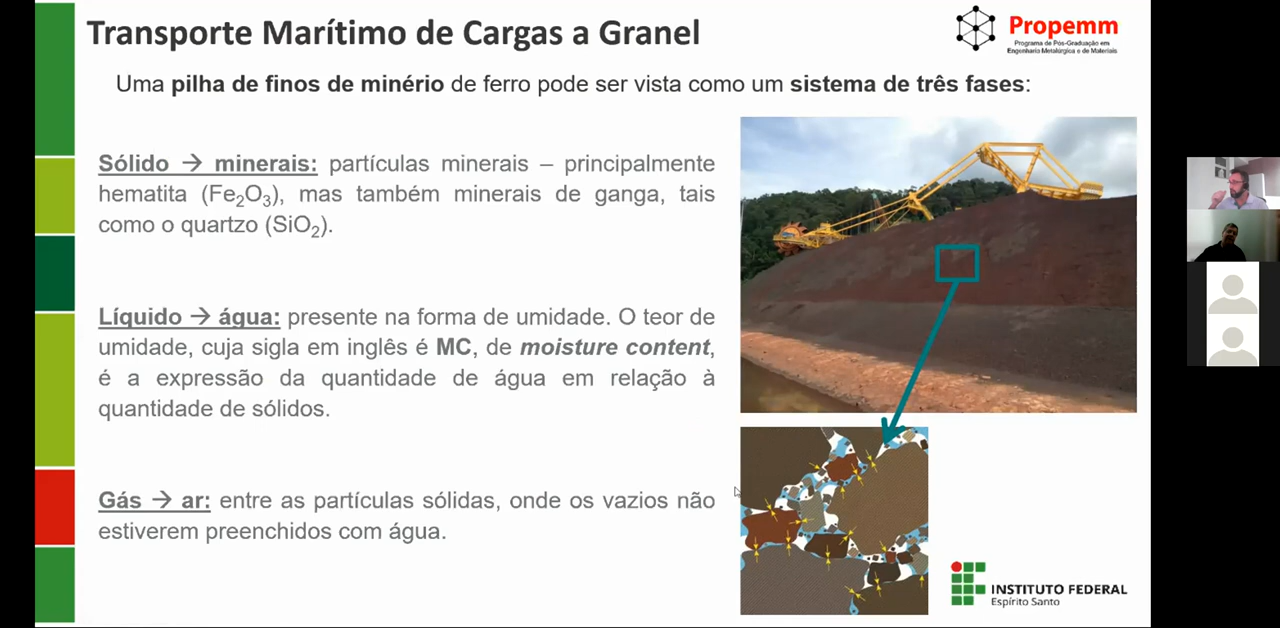 Transporte Marítimo de Cargas a Granel
Propemm
Programa de Pós-Graduação em
Engenharia Metalúrgica e de Materiais
Uma pilha de finos de minério de ferro pode ser vista como um sistema de três fases:
Sólido → minerais: partículas minerais – principalmente
hematita (Fe₂O₃), mas também minerais de ganga, tais
como o quartzo (SiO₂).
Líquido → água: presente na forma de umidade. O teor de
umidade, cuja sigla em inglês é MC, de moisture content,
é a expressão da quantidade de água em relação à
quantidade de sólidos.
Gás → ar: entre as partículas sólidas, onde os vazios não
estiverem preenchidos com água.
INSTITUTO FEDERAL
Espírito Santo